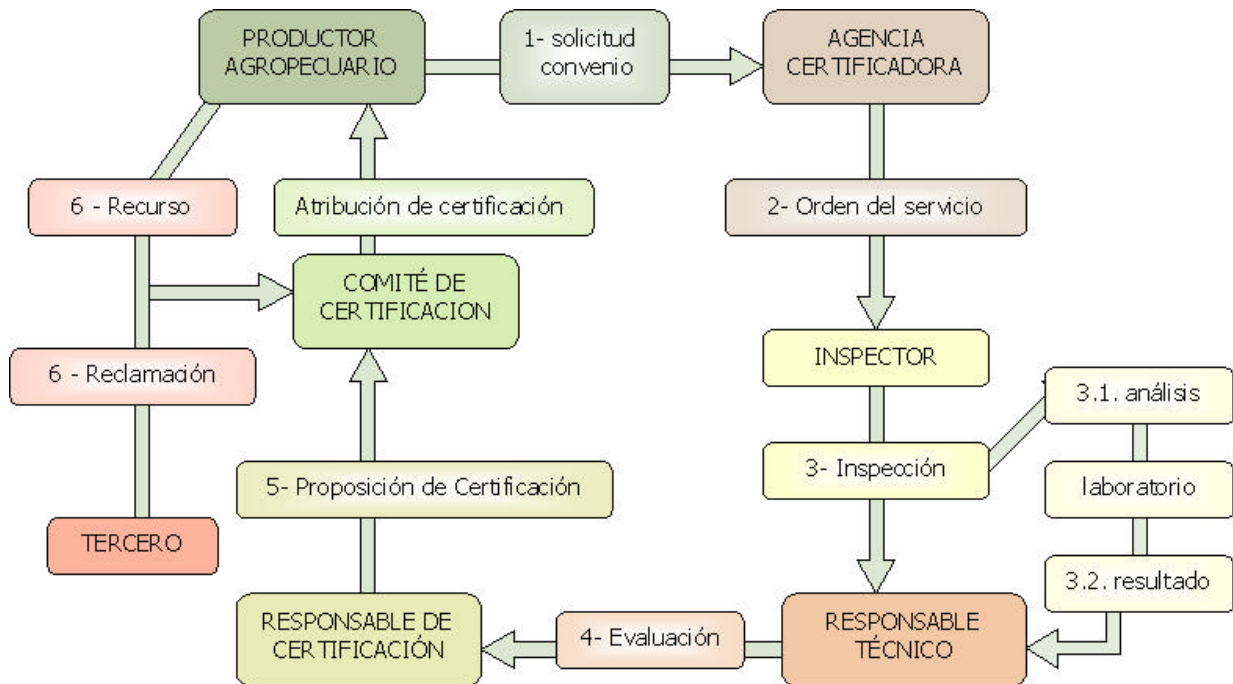 PRODUCTOR
AGROPECUARIO
1- solicitud
convenio
AGENCIA
CERTIFICADORA
6 - Recurso
Atribución de certificación
2- Orden del servicio
COMITÉ DE
CERTIFICACION
6 - Reclamación
INSPECTOR
3.1. análisis
5- Proposición de Certificación
3- Inspección
laboratorio
TERCERO
3.2. resultado
RESPONSABLE DE
CERTIFICACIÓN
4- Evaluación
RESPONSABLE
TÉCNICO